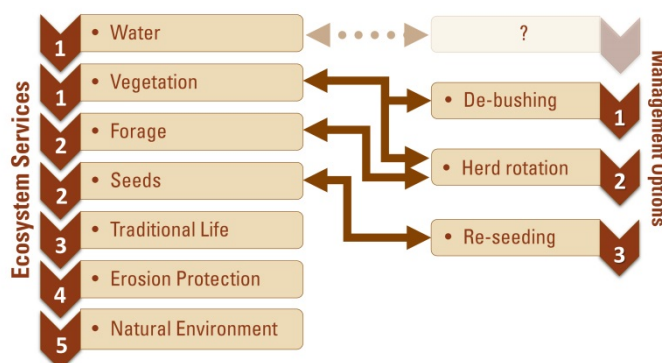 Ecosystem Services
1
• Water
1
• Vegetation
2
• Forage
2
• Seeds
3
• Traditional Life
4
• Erosion Protection
5
• Natural Environment
?
• De-bushing
1
• Herd rotation
2
• Re-seeding
3
Management Options